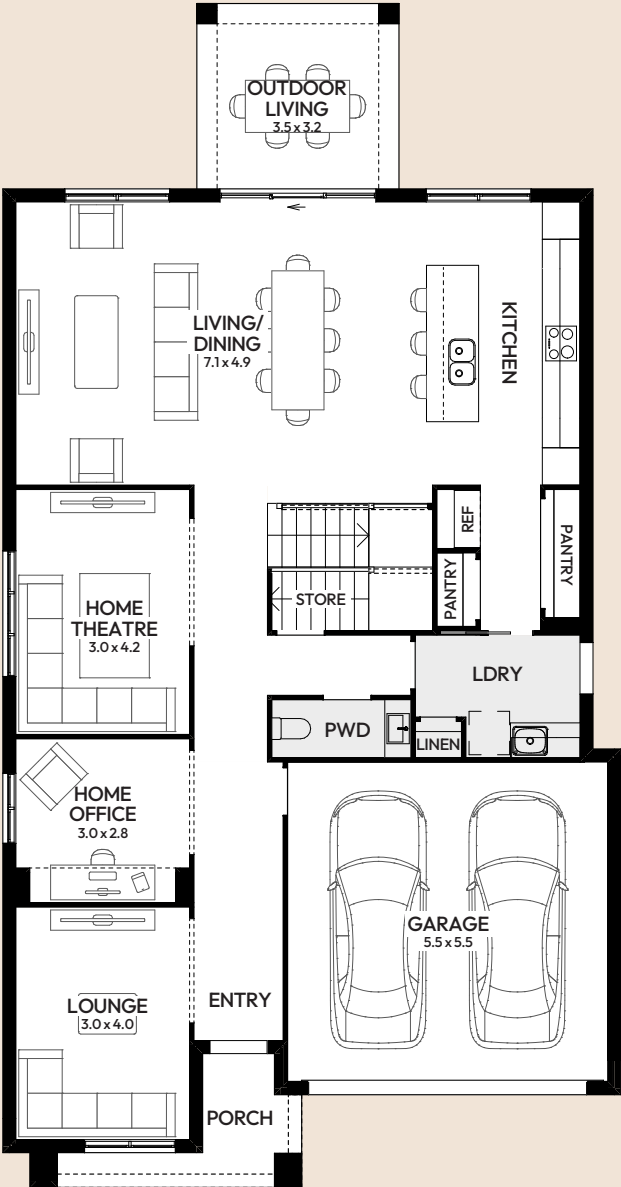 OUTDOOR
LIVING
3.5 x 3.2
LIVING/
DINING
7.1 x 4.9
KITCHEN
REF
PANTRY
PANTRY
STORE
HOME
THEATRE
3.0 x 4.2
LDRY
PWD
LINEN
HOME
OFFICE
3.0 x 2.8
GARAGE
5.5 x 5.5
LOUNGE
3.0 x 4.0
ENTRY
PORCH